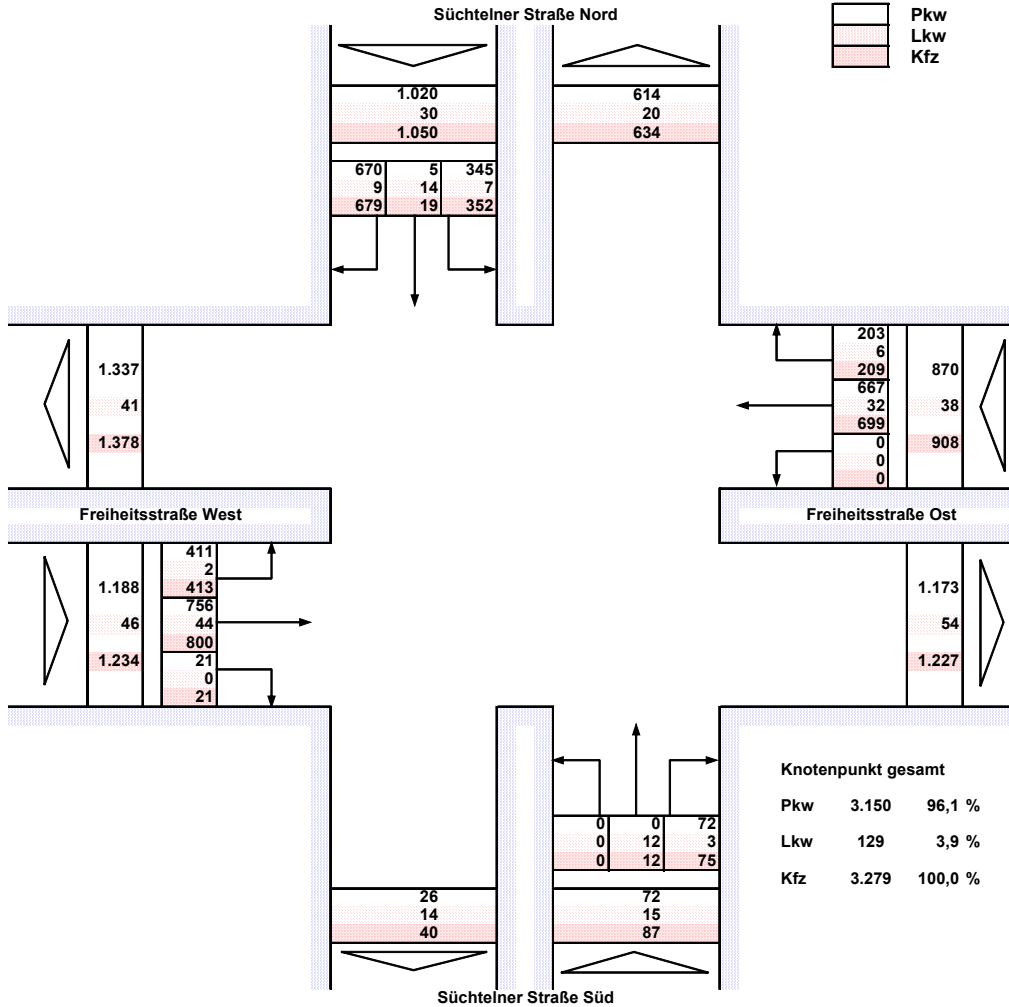 Süchtelner Straße Nord
Pkw
Lkw
Kfz
1.020
30
1.050
614
20
634
670 5 345
9 14 7
679 19 352
1.337
41
1.378
203
6
209
667
32
699
0
0
0
870
38
908
Freiheitsstraße West
Freiheitsstraße Ost
1.188
46
1.234
411
2
413
756
44
800
21
0
21
1.173
54
1.227
Knotenpunkt gesamt
Pkw 3.150 96,1 %
Lkw 129 3,9 %
Kfz 3.279 100,0 %
0 0 72
0 12 3
0 12 75
26
14
40
72
15
87
Süchtelner Straße Süd